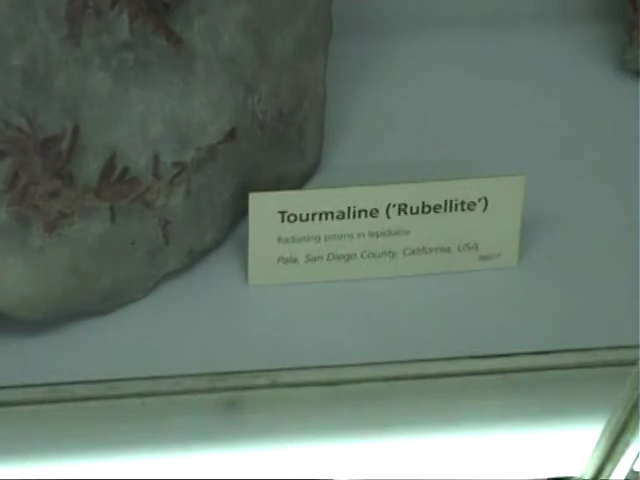 Tourmaline ('Rubellite')
Radiating prisms in lepidolite
Pala, San Diego County, California, USA